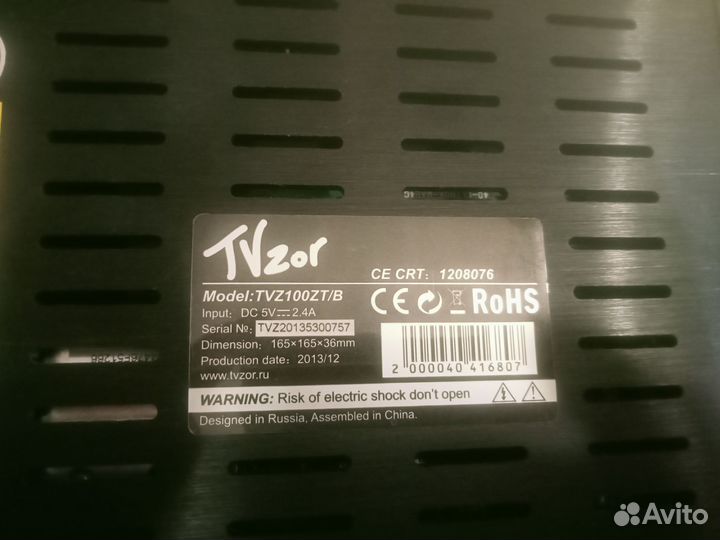 TVzor
CE CRT: 1208076
Model:TVZ100ZT/B
Input: DC 5V⎓2.4A
Serial №: TVZ20135300757
Dimension: 165×165×36mm
Production date: 2013/12
www.tvzor.ru
CE RoHS
2 000040 416807
WARNING: Risk of electric shock don't open
Designed in Russia, Assembled in China.
Avito